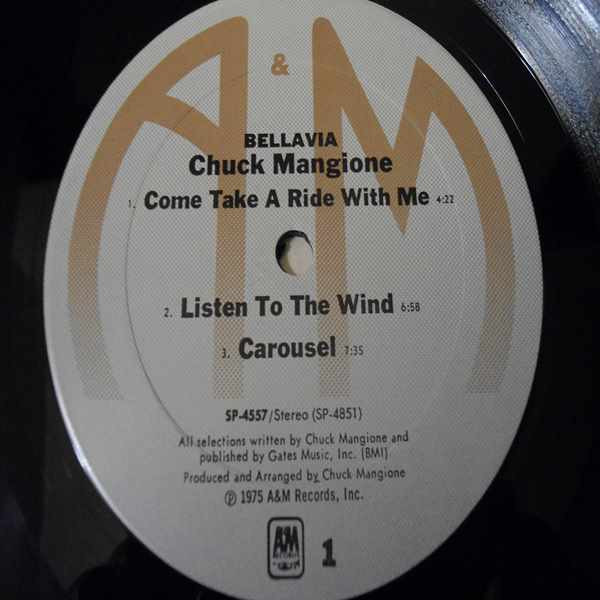 A & M
BELLAVIA
Chuck Mangione
1. Come Take A Ride With Me 4:22
2. Listen To The Wind 6:58
3. Carousel 7:35
SP-4557/Stereo (SP-4851)
All selections written by Chuck Mangione and
published by Gates Music, Inc. (BMI)
Produced and Arranged by Chuck Mangione
℗ 1975 A&M Records, Inc.
A&M
RECORDS
1